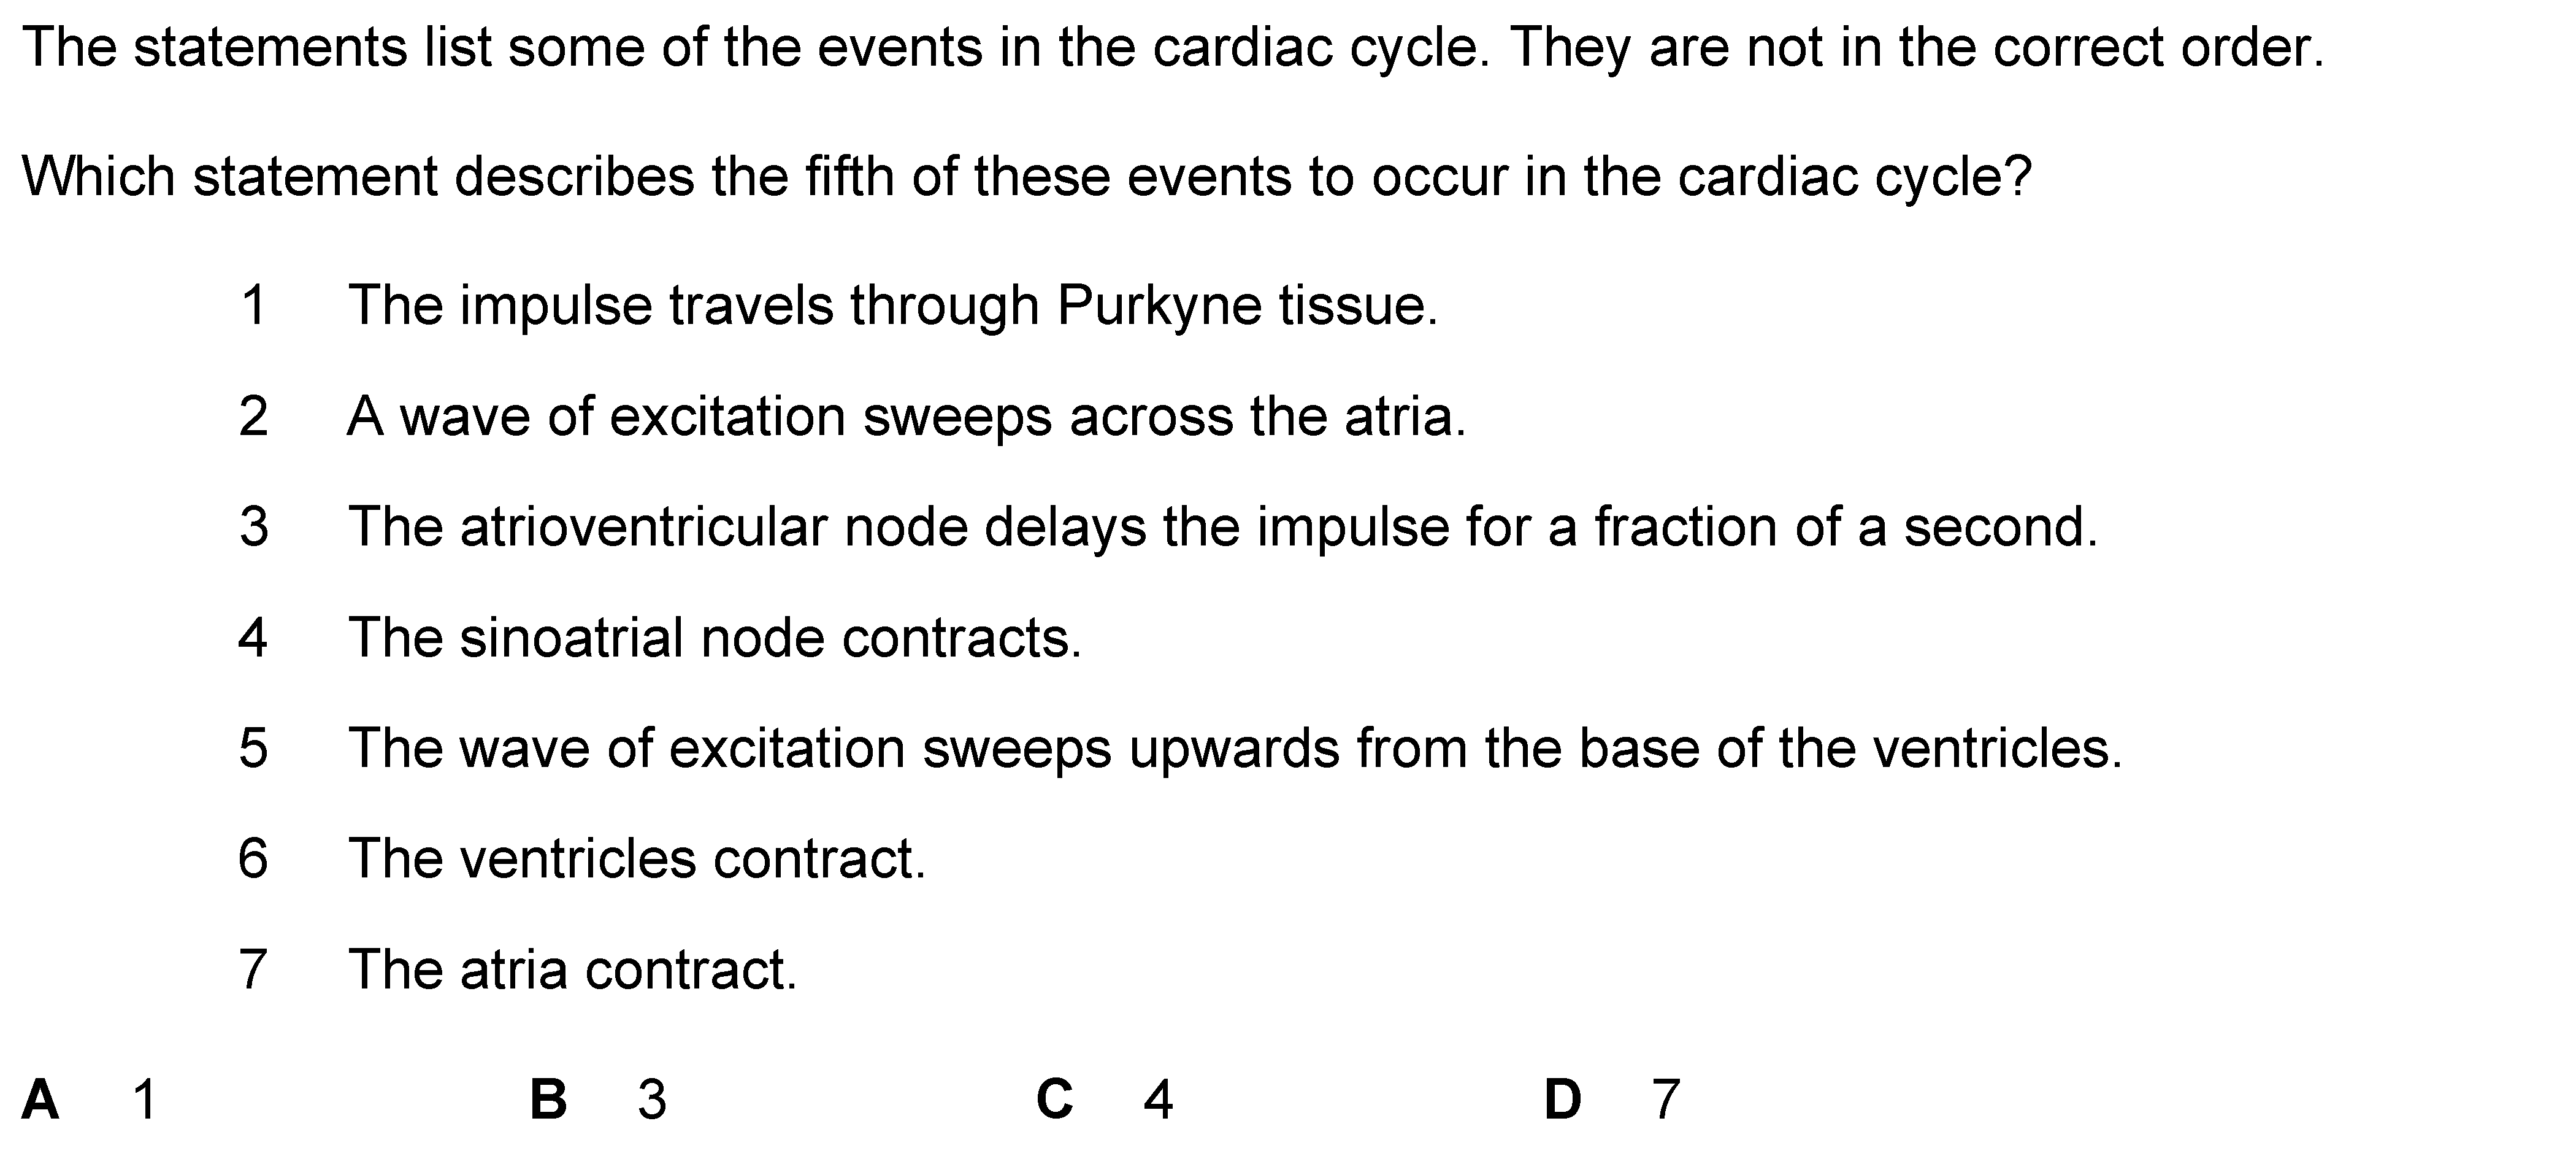 The statements list some of the events in the cardiac cycle. They are not in the correct order.
Which statement describes the fifth of these events to occur in the cardiac cycle?
1 The impulse travels through Purkyne tissue.
2 A wave of excitation sweeps across the atria.
3 The atrioventricular node delays the impulse for a fraction of a second.
4 The sinoatrial node contracts.
5 The wave of excitation sweeps upwards from the base of the ventricles.
6 The ventricles contract.
7 The atria contract.
A 1 B 3 C 4 D 7